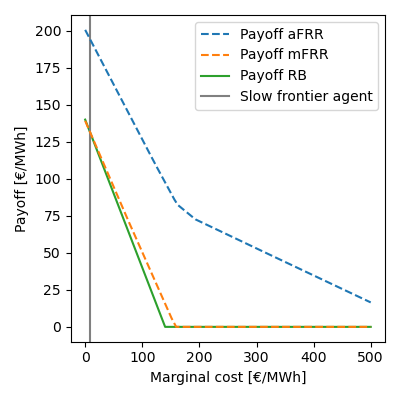 Payoff aFRR
Payoff mFRR
Payoff RB
Slow frontier agent
200
175
150
125
100
75
50
25
0
Payoff [€/MWh]
0
100
200
300
400
500
Marginal cost [€/MWh]